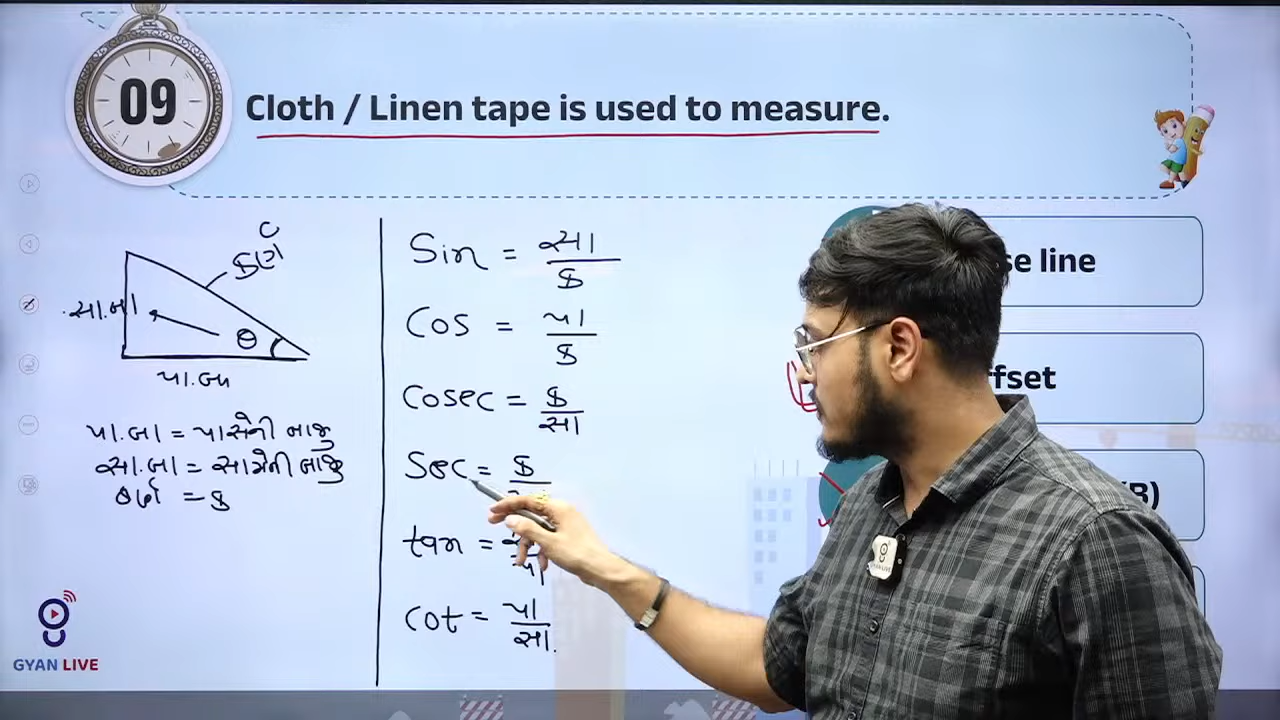 09
Cloth / Linen tape is used to measure.
se line
ffset
(B)
C
કર્ણ
સા.બા
θ
પા.બા
પા.બા = પાસેની બાજુ
સા.બા = સામેની બાજુ
કર્ણ = ક
Sin = સા / ક
Cos = પા / ક
Cosec = ક / સા
Sec = ક
tan =
Cot = પા / સા.
GYAN LIVE